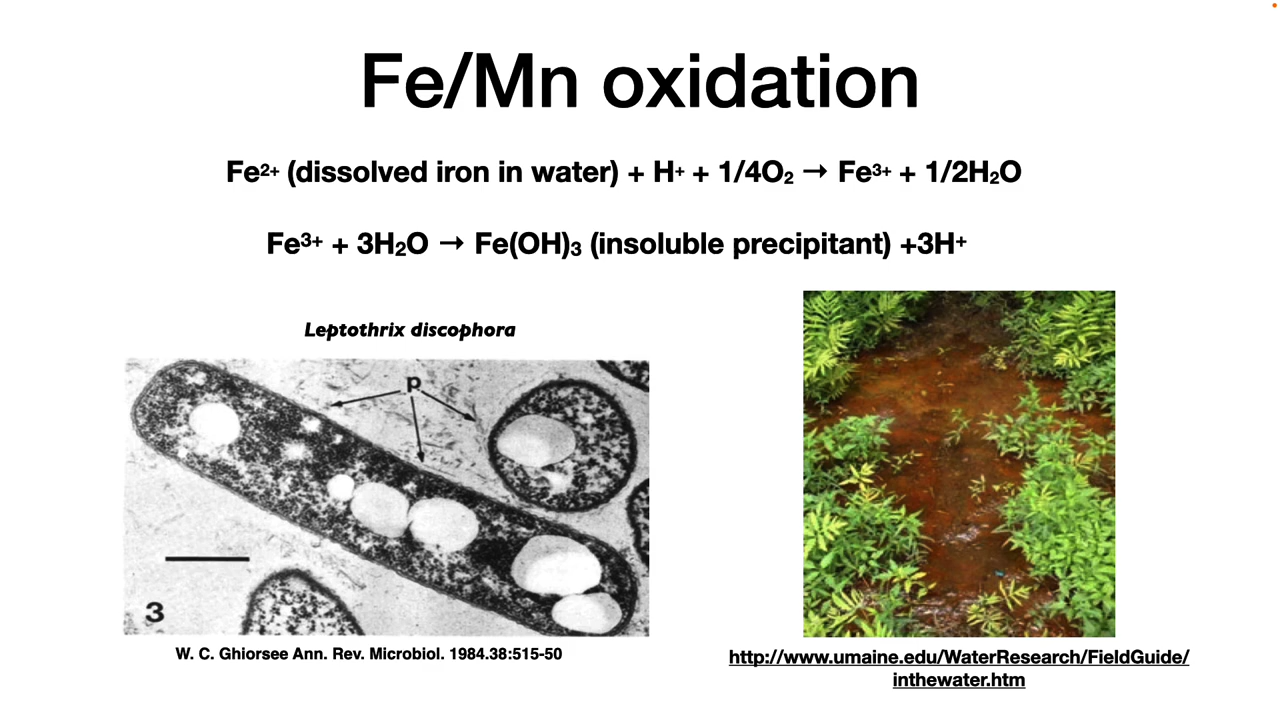 Fe/Mn oxidation
Fe²⁺ (dissolved iron in water) + H⁺ + 1/4O₂ → Fe³⁺ + 1/2H₂O
Fe³⁺ + 3H₂O → Fe(OH)₃ (insoluble precipitant) +3H⁺
Leptothrix discophora
p
3
W. C. Ghiorsee Ann. Rev. Microbiol. 1984.38:515-50
http://www.umaine.edu/WaterResearch/FieldGuide/
inthewater.htm